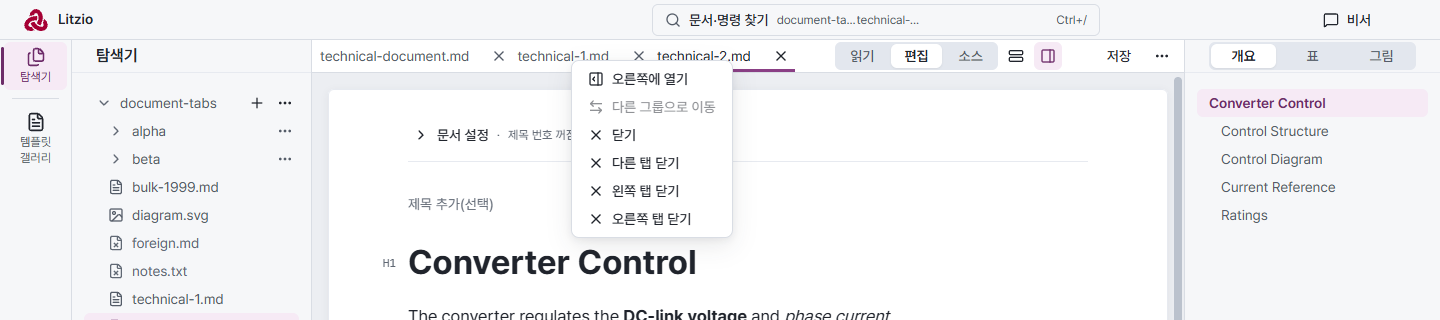 Litzio
문서·명령 찾기 document-ta…technical-… Ctrl+/
비서
탐색기
템플릿
갤러리
탐색기
document-tabs
alpha
beta
bulk-1999.md
diagram.svg
foreign.md
notes.txt
technical-1.md
technical-document.md technical-1.md technical-2.md
읽기 편집 소스
저장
오른쪽에 열기
다른 그룹으로 이동
닫기
다른 탭 닫기
왼쪽 탭 닫기
오른쪽 탭 닫기
문서 설정 · 제목 번호 꺼짐
제목 추가(선택)
H1 Converter Control
The converter regulates the DC-link voltage and phase current
개요 표 그림
Converter Control
Control Structure
Control Diagram
Current Reference
Ratings